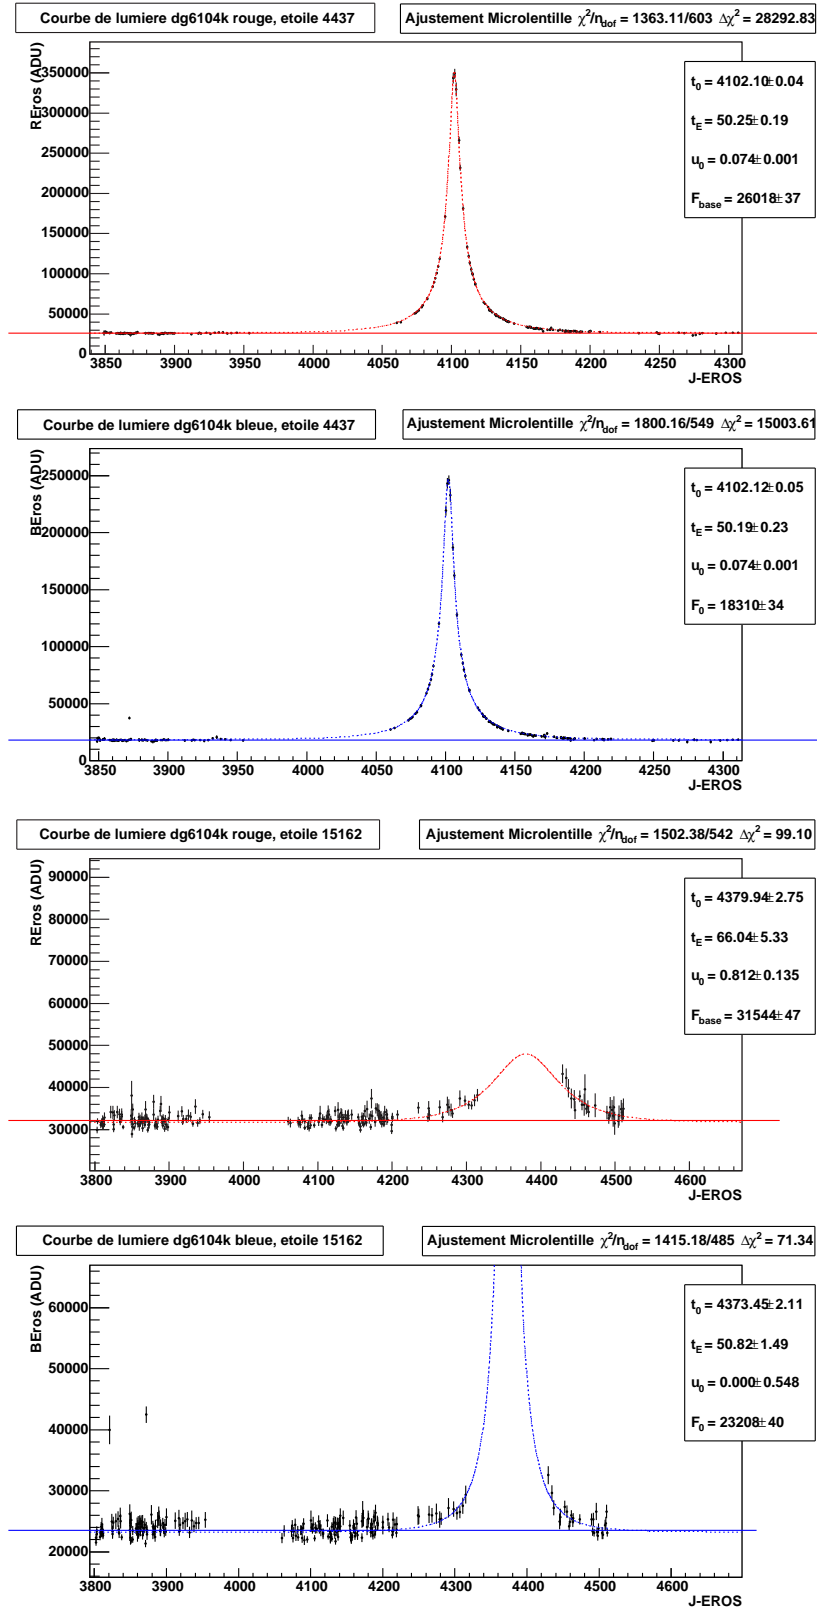 Courbe de lumiere dg6104k rouge, etoile 4437
Ajustement Microlentille χ²/n_dof = 1363.11/603 Δχ² = 28292.83
REros (ADU)
350000
300000
250000
200000
150000
100000
50000
0
3850 3900 3950 4000 4050 4100 4150 4200 4250 4300
J-EROS
t_0 = 4102.10±0.04
t_E = 50.25±0.19
u_0 = 0.074±0.001
F_base = 26018±37
Courbe de lumiere dg6104k bleue, etoile 4437
Ajustement Microlentille χ²/n_dof = 1800.16/549 Δχ² = 15003.61
BEros (ADU)
250000
200000
150000
100000
50000
0
3850 3900 3950 4000 4050 4100 4150 4200 4250 4300
J-EROS
t_0 = 4102.12±0.05
t_E = 50.19±0.23
u_0 = 0.074±0.001
F_0 = 18310±34
Courbe de lumiere dg6104k rouge, etoile 15162
Ajustement Microlentille χ²/n_dof = 1502.38/542 Δχ² = 99.10
REros (ADU)
90000
80000
70000
60000
50000
40000
30000
3800 3900 4000 4100 4200 4300 4400 4500 4600
J-EROS
t_0 = 4379.94±2.75
t_E = 66.04±5.33
u_0 = 0.812±0.135
F_base = 31544±47
Courbe de lumiere dg6104k bleue, etoile 15162
Ajustement Microlentille χ²/n_dof = 1415.18/485 Δχ² = 71.34
BEros (ADU)
60000
50000
40000
30000
20000
3800 3900 4000 4100 4200 4300 4400 4500 4600
J-EROS
t_0 = 4373.45±2.11
t_E = 50.82±1.49
u_0 = 0.000±0.548
F_0 = 23208±40